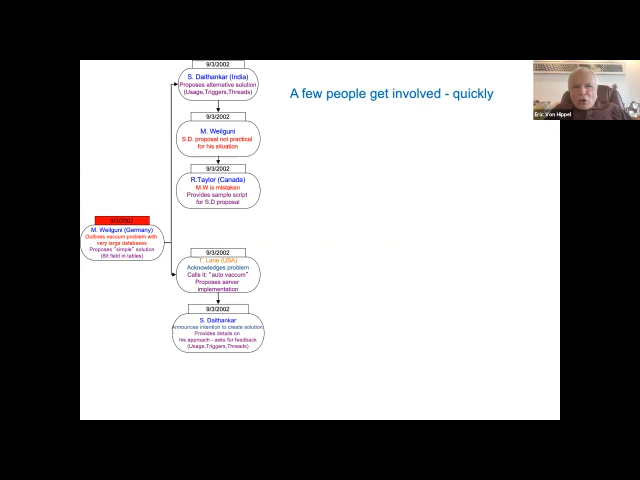 9/3/2002
S. Daithankar (India)
Proposes alternative solution
(Usage,Triggers,Threads)
A few people get involved - quickly
Eric Von Hippel
9/3/2002
M. Weilguni
S.D. proposal not practical
for his situation
9/3/2002
R.Taylor (Canada)
M.W is mistaken
Provides sample script
for S.D proposal
9/3/2002
M. Weilguni (Germany)
Outlines vacuum problem with
very large databases
Proposes “simple” solution
(Bit field in tables)
9/3/2002
T. Lane (USA)
Acknowledges problem
Calls it: “auto vaccum”
Proposes server
implementation
9/3/2002
S. Daithankar
Announces intention to create solution
Provides details on
his approach - asks for feedback
(Usage,Triggers,Threads)